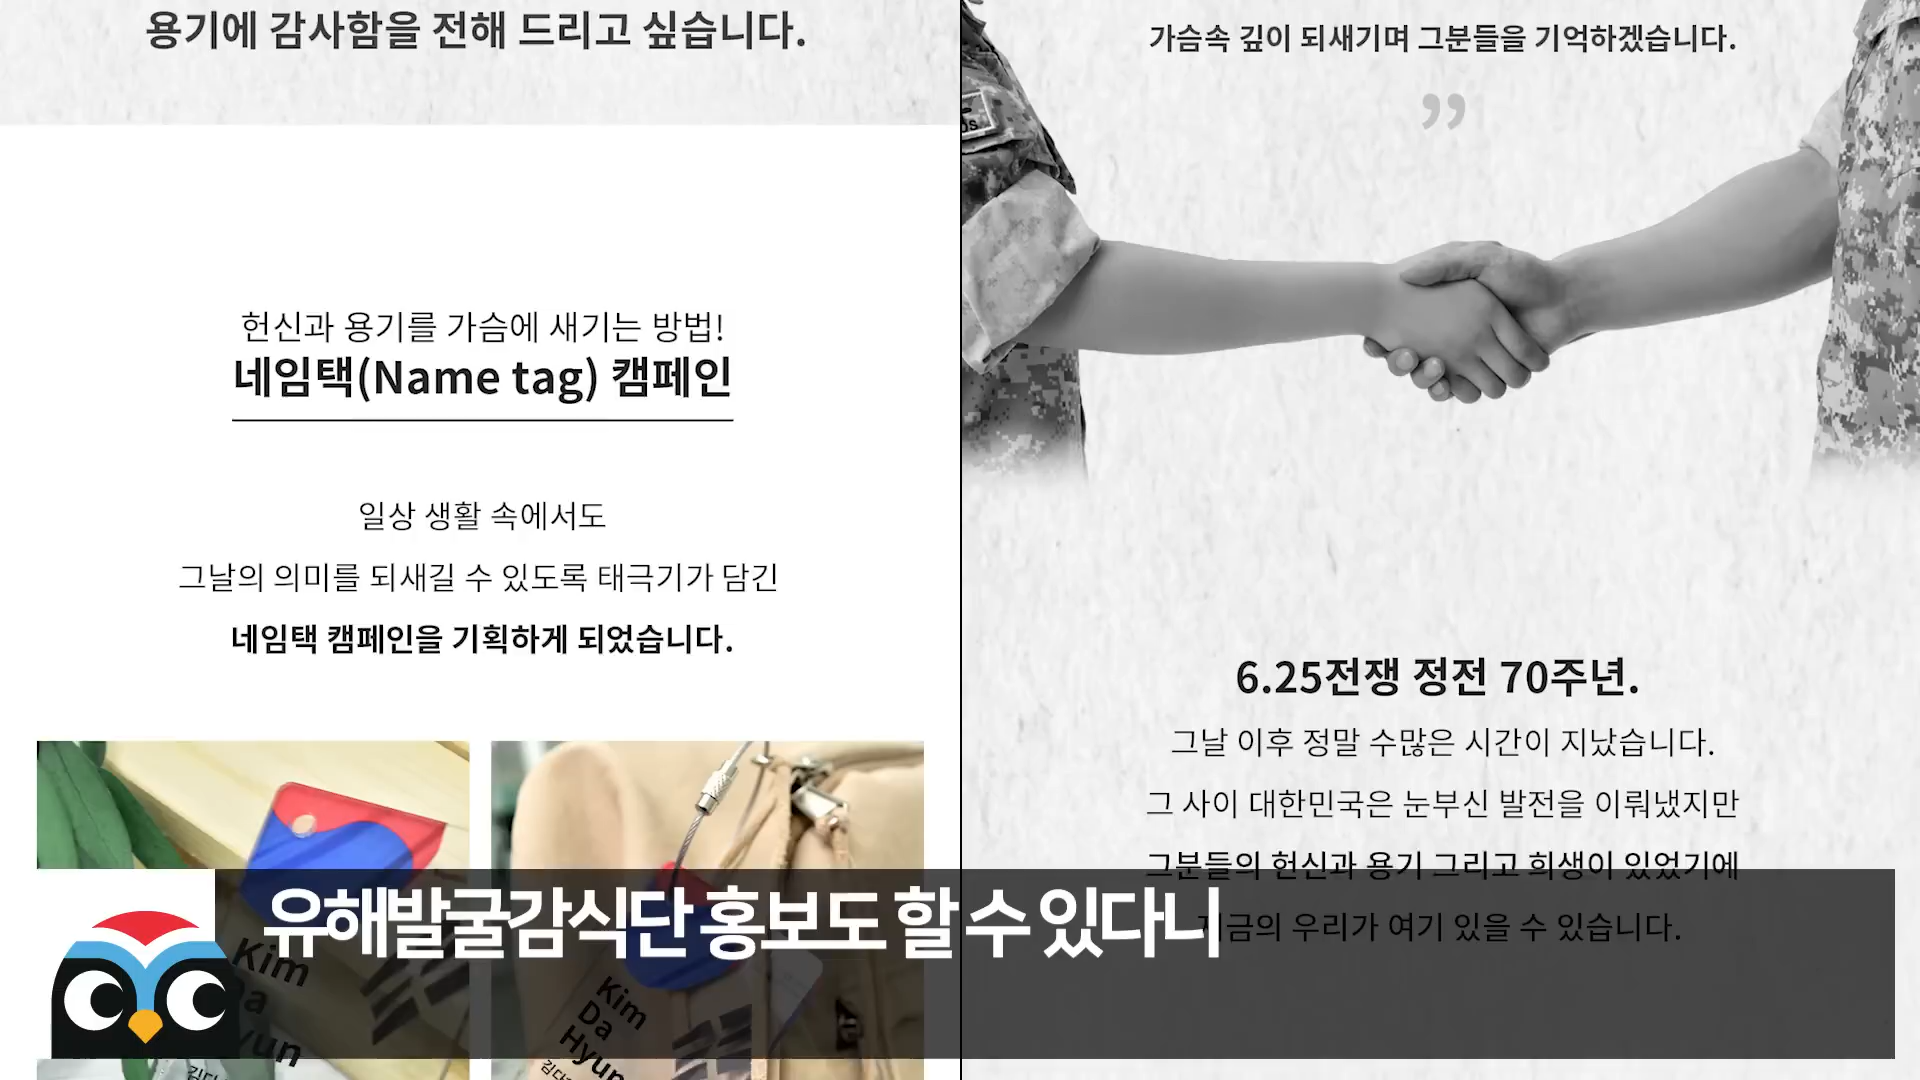 용기에 감사함을 전해 드리고 싶습니다.
헌신과 용기를 가슴에 새기는 방법!
네임택(Name tag) 캠페인
일상 생활 속에서도
그날의 의미를 되새길 수 있도록 태극기가 담긴
네임택 캠페인을 기획하게 되었습니다.
Kim
Da
Hyun
가슴속 깊이 되새기며 그분들을 기억하겠습니다.
”
6.25전쟁 정전 70주년.
그날 이후 정말 수많은 시간이 지났습니다.
그 사이 대한민국은 눈부신 발전을 이뤄냈지만
그분들의 헌신과 용기 그리고 희생이 있었기에
지금의 우리가 여기 있을 수 있습니다.
유해발굴감식단 홍보도 할 수 있다니